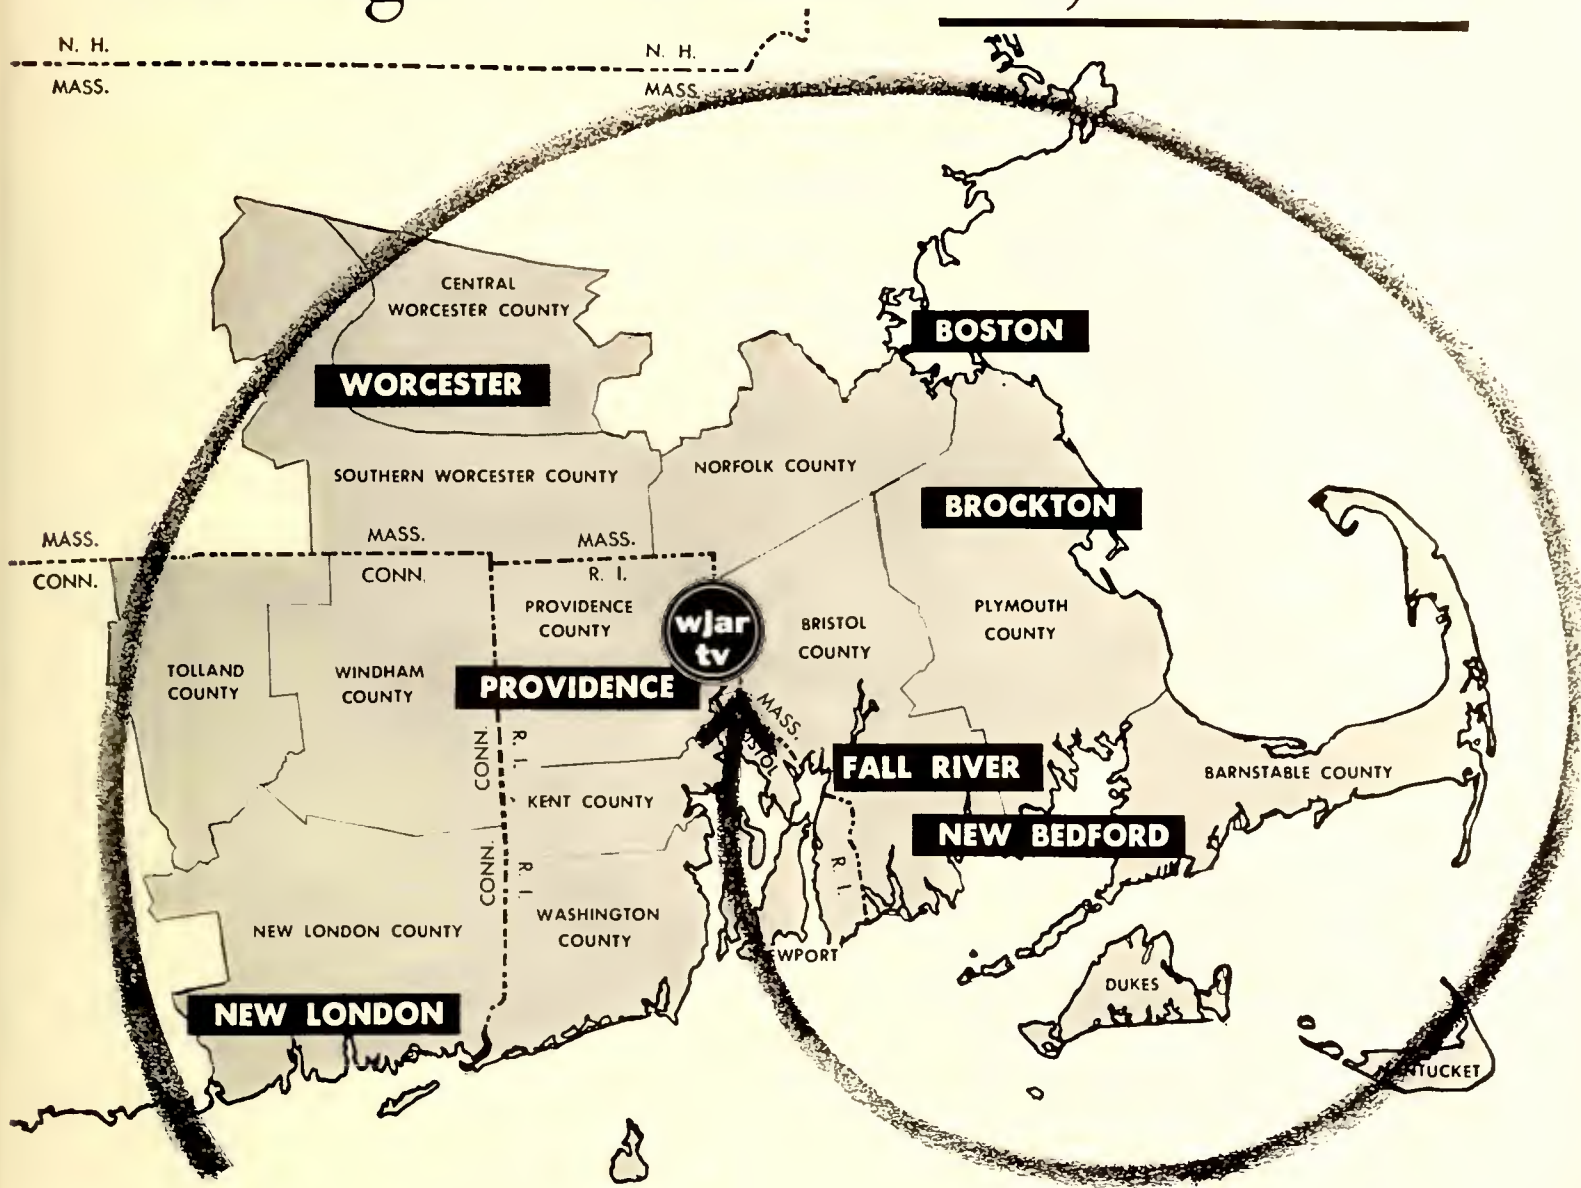 N. H.
MASS.
N. H.
MASS.
CENTRAL
WORCESTER COUNTY
BOSTON
WORCESTER
SOUTHERN WORCESTER COUNTY
NORFOLK COUNTY
BROCKTON
MASS.
CONN.
MASS.
CONN.
MASS.
R. I.
PROVIDENCE
COUNTY
wjar
tv
BRISTOL
COUNTY
PLYMOUTH
COUNTY
TOLLAND
COUNTY
WINDHAM
COUNTY
PROVIDENCE
MASS.
CONN.
R. I.
FALL RIVER
BARNSTABLE COUNTY
KENT COUNTY
NEW BEDFORD
CONN.
R. I.
R. I.
NEW LONDON COUNTY
WASHINGTON
COUNTY
DUKES
NEW LONDON